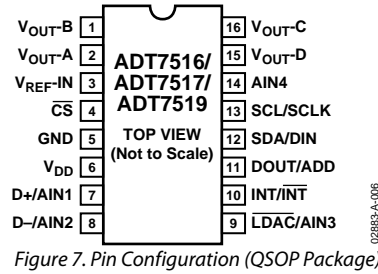 VOUT-B 1
VOUT-A 2
VREF-IN 3
CS 4
GND 5
VDD 6
D+/AIN1 7
D–/AIN2 8
ADT7516/
ADT7517/
ADT7519
TOP VIEW
(Not to Scale)
16 VOUT-C
15 VOUT-D
14 AIN4
13 SCL/SCLK
12 SDA/DIN
11 DOUT/ADD
10 INT/INT
9 LDAC/AIN3
02883-A-006
Figure 7. Pin Configuration (QSOP Package)